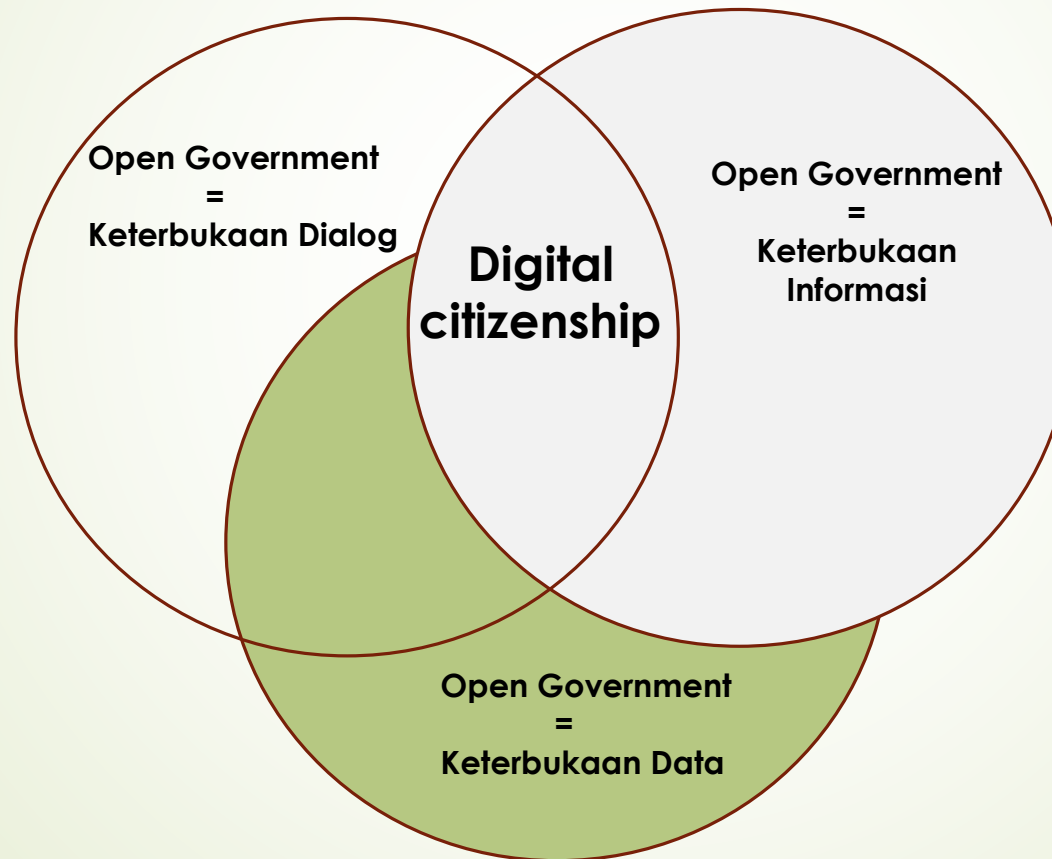 Open Government
=
Keterbukaan Dialog
Digital
citizenship
Open Government
=
Keterbukaan
Informasi
Open Government
=
Keterbukaan Data